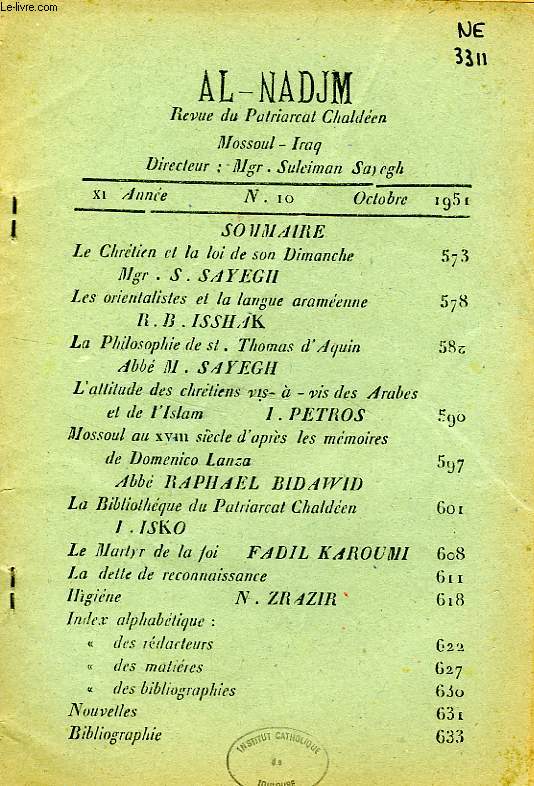 Le-livre.com
NE
3311
AL-NADJM
Revue du Patriarcat Chaldéen
Mossoul - Iraq
Directeur : Mgr. Suleiman Sayegh
XI Année N. 10 Octobre 1951
SOMMAIRE
Le Chrétien et la loi de son Dimanche 573
Mgr. S. SAYEGH
Les orientalistes et la langue araméenne 578
R. B. ISSHAK
La Philosophie de st. Thomas d'Aquin
Abbé M. SAYEGH
L'attitude des chrétiens vis-à-vis des Arabes
et de l'Islam I. PETROS 590
Mossoul au XVIII siècle d'après les mémoires
de Domenico Lanza 597
Abbé RAPHAEL BIDAWID
La Bibliothéque du Patriarcat Chaldéen 601
I. ISKO
Le Martyr de la foi FADIL KAROUMI 608
La dette de reconnaissance 611
Higiéne N. ZRAZIR 618
Index alphabétique :
« des rédacteurs 622
« des matiéres 627
« des bibliographies 630
Nouvelles 631
Bibliographie 633
INSTITUT CATHOLIQUE
de
TOULOUSE